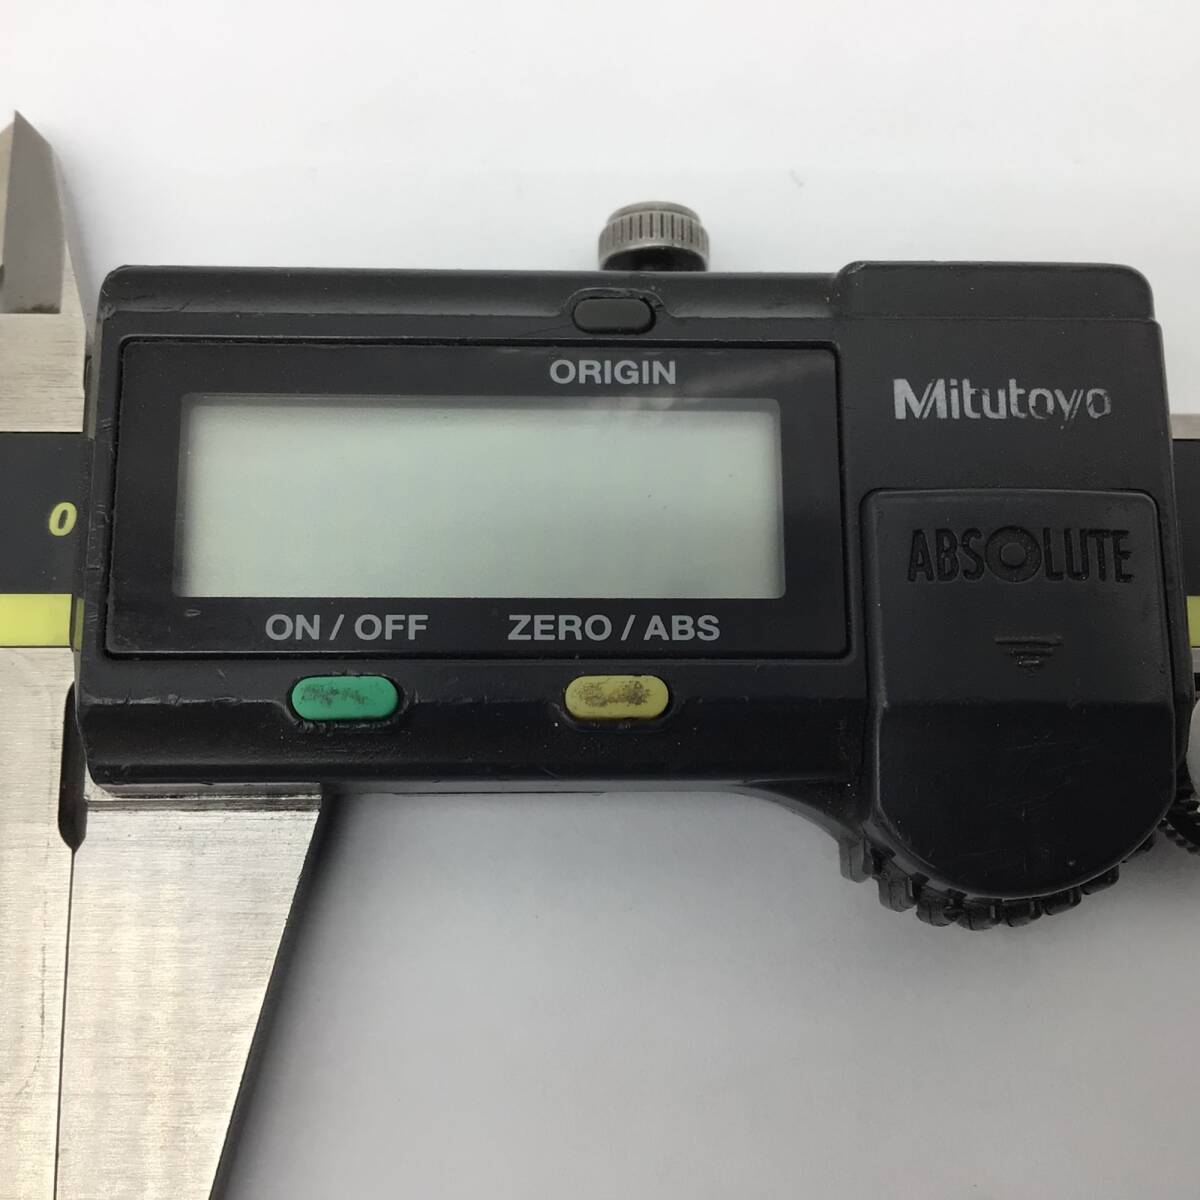 ORIGIN
Mitutoyo
0
ABSOLUTE
ON / OFF
ZERO / ABS